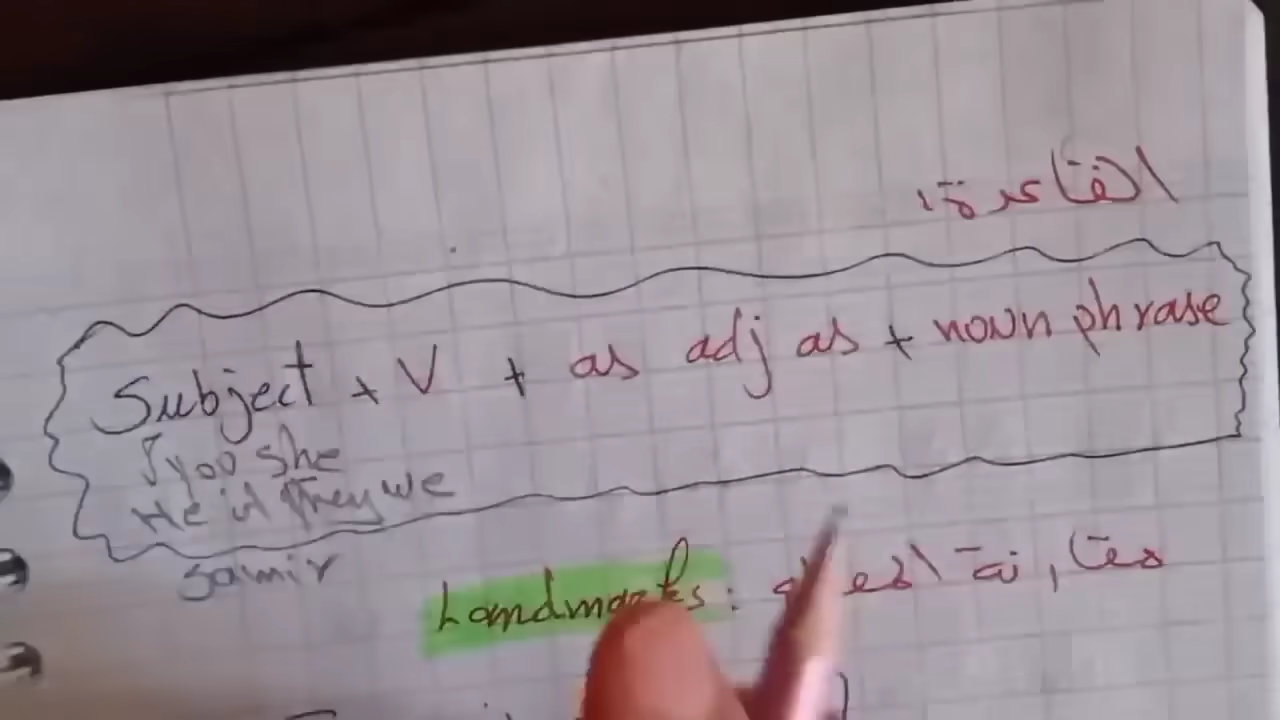 القاعدة:
Subject + V + as adj as + noun phrase
I you she
He it they we
Samir
Landmarks: